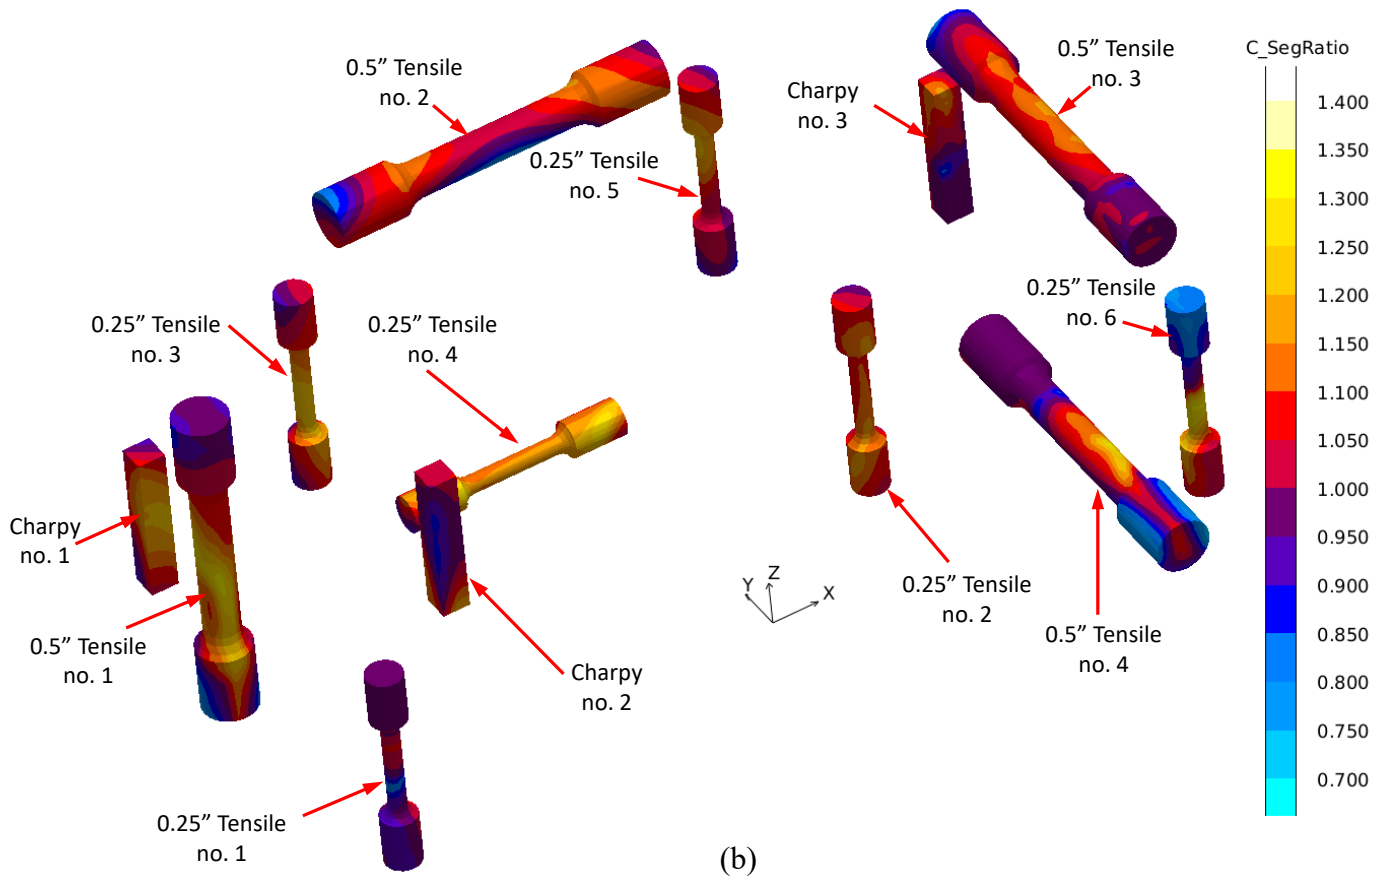 0.5” Tensile
no. 2
0.25” Tensile
no. 5
Charpy
no. 3
0.5” Tensile
no. 3
C_SegRatio
1.400
1.350
1.300
1.250
1.200
1.150
1.100
1.050
1.000
0.950
0.900
0.850
0.800
0.750
0.700
0.25” Tensile
no. 3
0.25” Tensile
no. 4
0.25” Tensile
no. 6
Charpy
no. 1
0.5” Tensile
no. 1
Charpy
no. 2
Y
Z
X
0.25” Tensile
no. 2
0.5” Tensile
no. 4
0.25” Tensile
no. 1
(b)